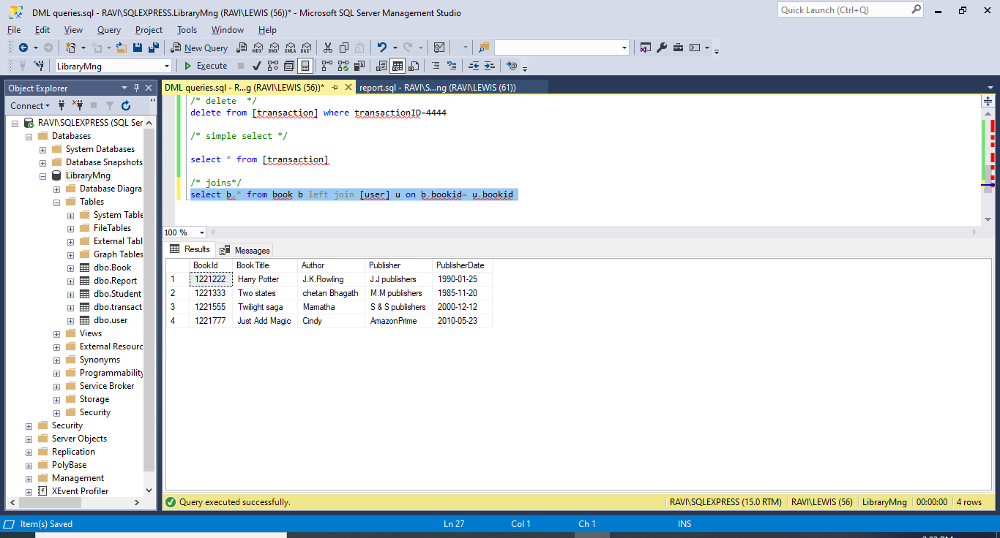 DML queries.sql - RAVI\SQLEXPRESS.LibraryMng (RAVI\LEWIS (56))* - Microsoft SQL Server Management Studio
Quick Launch (Ctrl+Q)
File Edit View Query Project Tools Window Help
New Query MDX DMX XMLA DAX
LibraryMng Execute
Object Explorer
DML queries.sql - R...g (RAVI\LEWIS (56))* report.sql - RAVI\S...ng (RAVI\LEWIS (61))
Connect
RAVI\SQLEXPRESS (SQL Ser
Databases
System Databases
Database Snapshots
LibraryMng
Database Diagra
Tables
System Table
FileTables
External Tabl
Graph Tables
dbo.Book
dbo.Report
dbo.Student
dbo.transact
dbo.user
Views
External Resourc
Synonyms
Programmability
Service Broker
Storage
Security
Security
Server Objects
Replication
PolyBase
Management
XEvent Profiler
/* delete */
delete from [transaction] where transactionID=4444
/* simple select */
select * from [transaction]
/* joins*/
select b.* from book b left join [user] u on b.bookid= u.bookid
100 %
Results Messages
BookId BookTitle Author Publisher PublisherDate
1 1221222 Harry Potter J.K.Rowling J.J publishers 1990-01-25
2 1221333 Two states chetan Bhagath M.M publishers 1985-11-20
3 1221555 Twilight saga Mamatha S & S publishers 2000-12-12
4 1221777 Just Add Magic Cindy AmazonPrime 2010-05-23
Query executed successfully. RAVI\SQLEXPRESS (15.0 RTM) RAVI\LEWIS (56) LibraryMng 00:00:00 4 rows
Item(s) Saved Ln 27 Col 1 Ch 1 INS